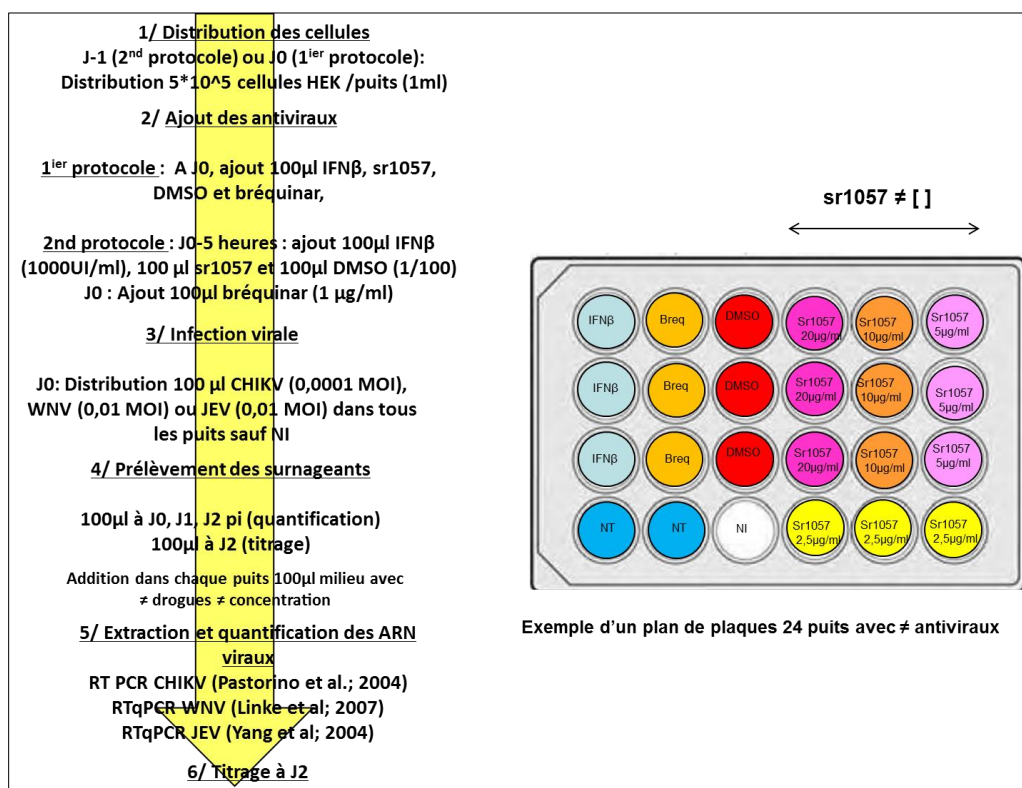 1/ Distribution des cellules
J-1 (2nd protocole) ou J0 (1ier protocole):
Distribution 5*10^5 cellules HEK /puits (1ml)
2/ Ajout des antiviraux
1ier protocole : A J0, ajout 100µl IFNβ, sr1057,
DMSO et bréquinar,
2nd protocole : J0-5 heures : ajout 100µl IFNβ
(1000UI/ml), 100 µl sr1057 et 100µl DMSO (1/100)
J0 : Ajout 100µl bréquinar (1 µg/ml)
3/ Infection virale
J0: Distribution 100 µl CHIKV (0,0001 MOI),
WNV (0,01 MOI) ou JEV (0,01 MOI) dans tous
les puits sauf NI
4/ Prélèvement des surnageants
100µl à J0, J1, J2 pi (quantification)
100µl à J2 (titrage)
Addition dans chaque puits 100µl milieu avec
≠ drogues ≠ concentration
5/ Extraction et quantification des ARN
viraux
RT PCR CHIKV (Pastorino et al.; 2004)
RTqPCR WNV (Linke et al; 2007)
RTqPCR JEV (Yang et al; 2004)
6/ Titrage à J2
sr1057 ≠ [ ]
IFNβ Breq DMSO Sr1057 Sr1057 Sr1057
20µg/ml 10µg/ml 5µg/ml
IFNβ Breq DMSO Sr1057 Sr1057 Sr1057
20µg/ml 10µg/ml 5µg/ml
IFNβ Breq DMSO Sr1057 Sr1057 Sr1057
20µg/ml 10µg/ml 5µg/ml
NT NT NI Sr1057 Sr1057 Sr1057
2,5µg/ml 2,5µg/ml 2,5µg/ml
Exemple d'un plan de plaques 24 puits avec ≠ antiviraux